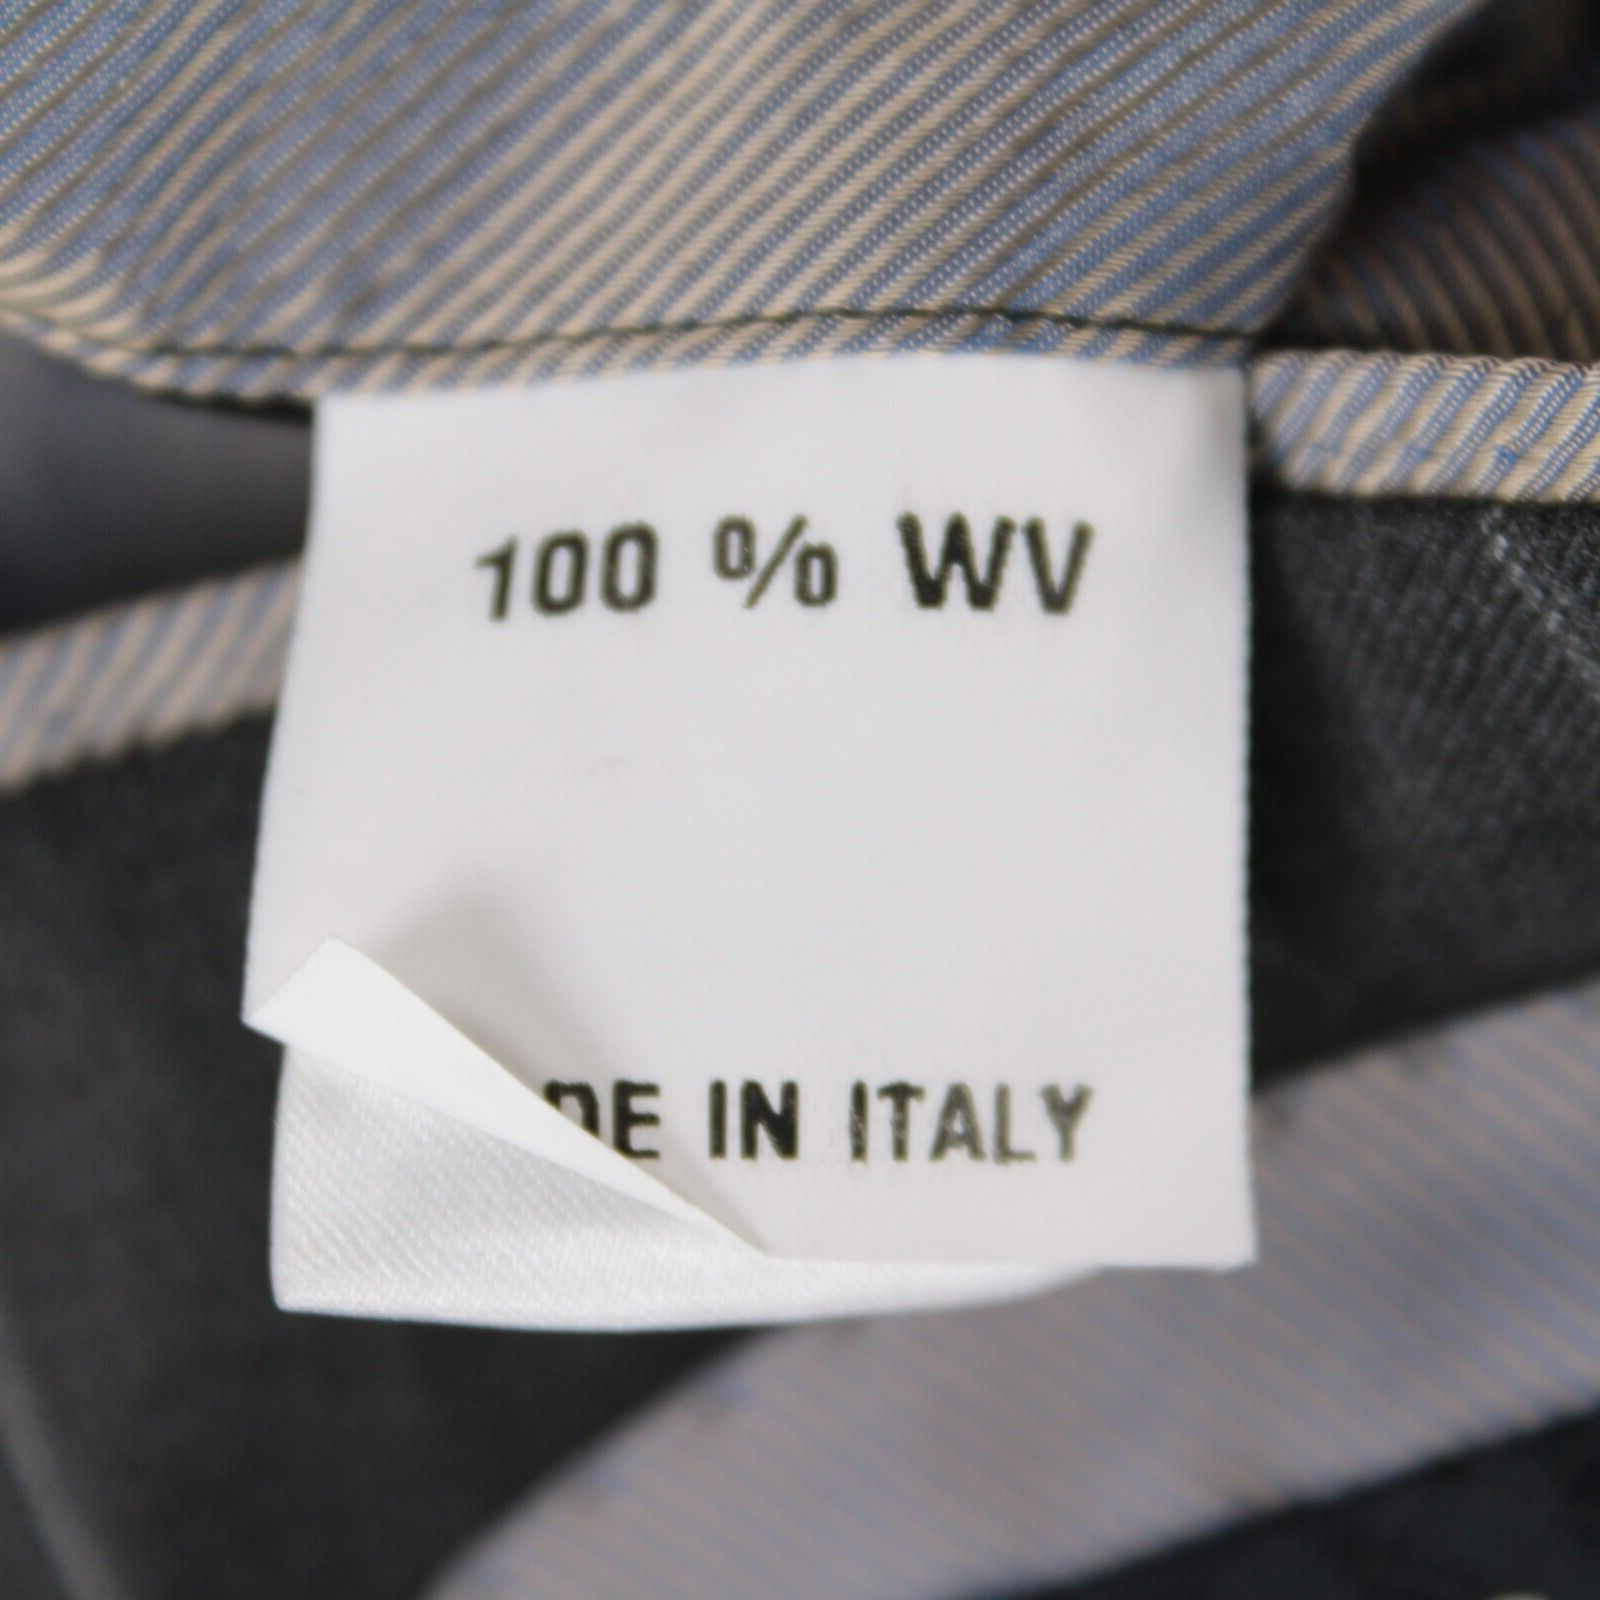 100 % WV
DE IN ITALY